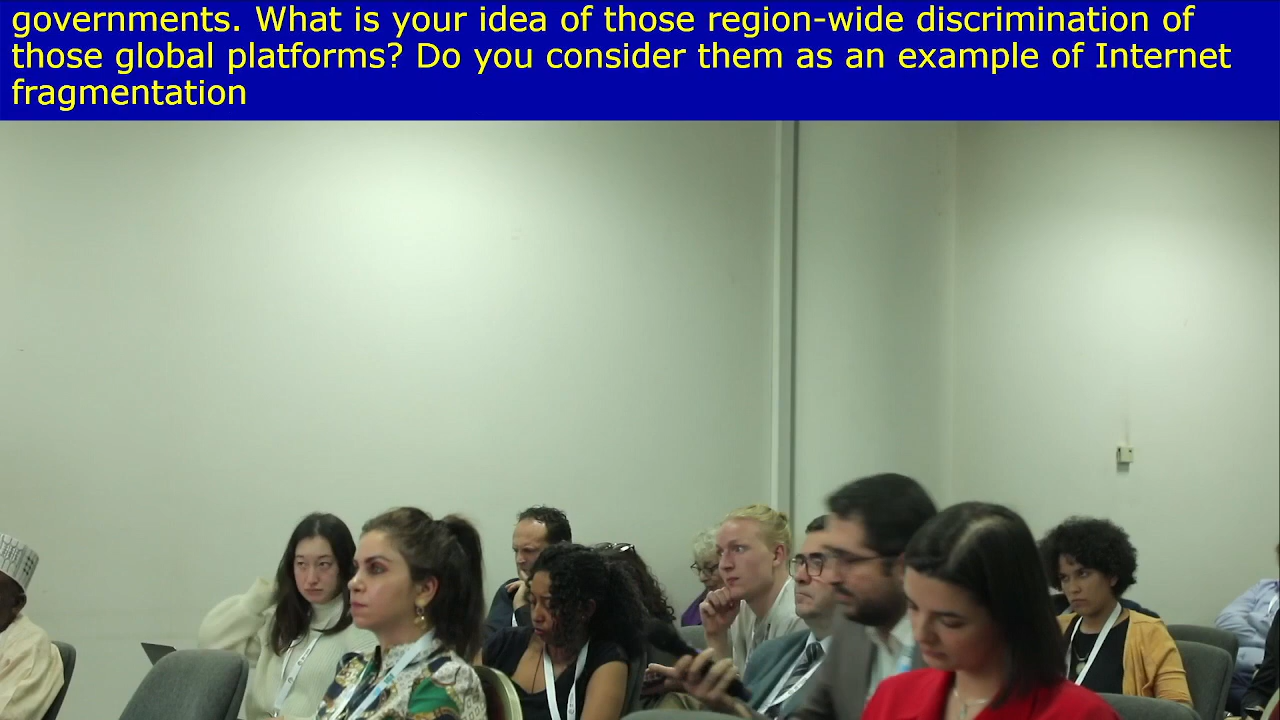 governments. What is your idea of those region-wide discrimination of
those global platforms? Do you consider them as an example of Internet
fragmentation